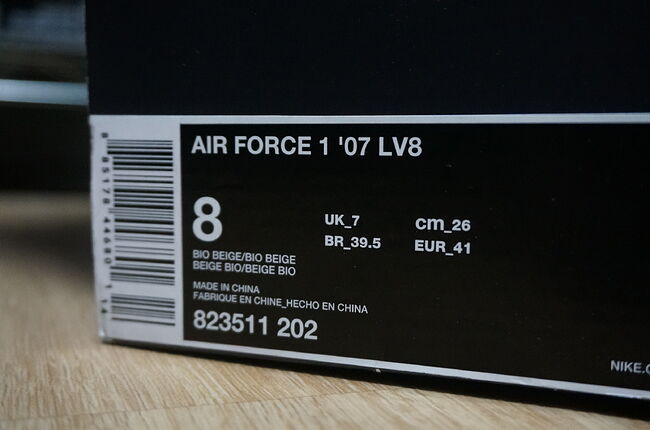 AIR FORCE 1 '07 LV8
8
UK_7
cm_26
BR_39.5
EUR_41
BIO BEIGE/BIO BEIGE
BEIGE BIO/BEIGE BIO
MADE IN CHINA
FABRIQUE EN CHINE_HECHO EN CHINA
823511 202
NIKE.